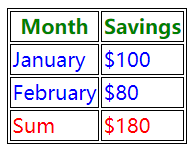 Month Savings
January $100
February $80
Sum $180